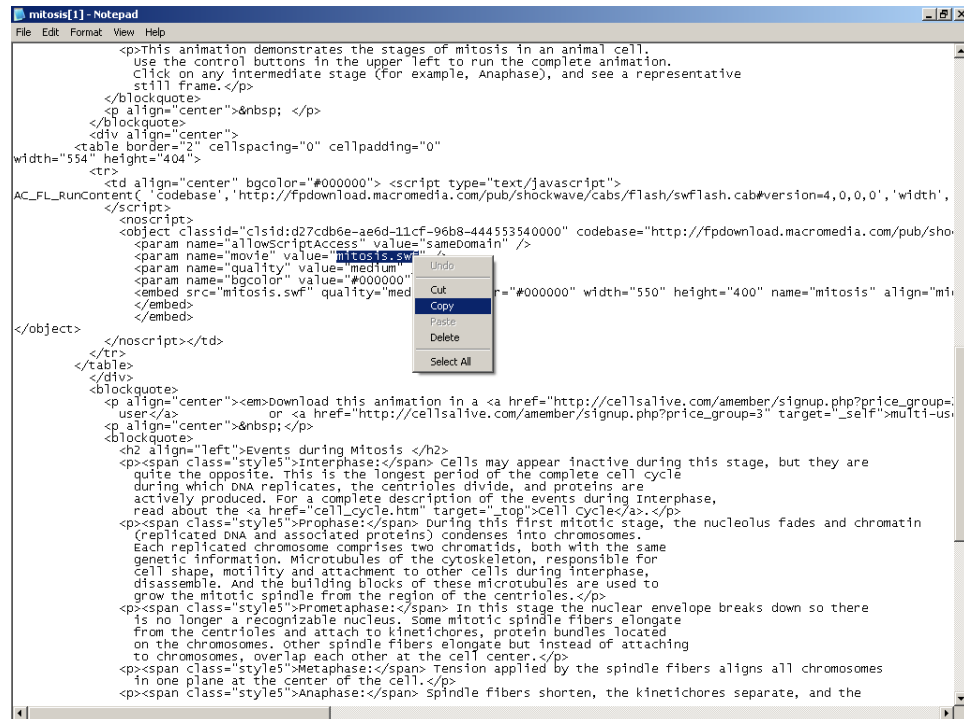 mitosis[1] - Notepad
File Edit Format View Help
<p>This animation demonstrates the stages of mitosis in an animal cell.
Use the control buttons in the upper left to run the complete animation.
Click on any intermediate stage (for example, Anaphase), and see a representative
still frame.</p>
</blockquote>
<p align="center">&nbsp; </p>
</blockquote>
<div align="center">
<table border="2" cellspacing="0" cellpadding="0"
width="554" height="404">
<tr>
<td align="center" bgcolor="#000000"> <script type="text/javascript">
AC_FL_RunContent( 'codebase','http://fpdownload.macromedia.com/pub/shockwave/cabs/flash/swflash.cab#version=4,0,0,0','width',
</script>
<noscript>
<object classid="clsid:d27cdb6e-ae6d-11cf-96b8-444553540000" codebase="http://fpdownload.macromedia.com/pub/sho
<param name="allowScriptAccess" value="sameDomain" />
<param name="movie" value="mitosis.swf" />
<param name="quality" value="medium"
<param name="bgcolor" value="#000000"
<embed src="mitosis.swf" quality="med r="#000000" width="550" height="400" name="mitosis" align="mi
</embed>
</embed>
</object>
</noscript></td>
</tr>
</table>
</div>
<blockquote>
<p align="center"><em>Download this animation in a <a href="http://cellsalive.com/amember/signup.php?price_group=
user</a> or <a href="http://cellsalive.com/amember/signup.php?price_group=3" target="_self">multi-us
<p align="center">&nbsp;</p>
<blockquote>
<h2 align="left">Events during Mitosis </h2>
<p><span class="style5">Interphase:</span> Cells may appear inactive during this stage, but they are
quite the opposite. This is the longest period of the complete cell cycle
during which DNA replicates, the centrioles divide, and proteins are
actively produced. For a complete description of the events during Interphase,
read about the <a href="cell_cycle.htm" target="_top">Cell Cycle</a>.</p>
<p><span class="style5">Prophase:</span> During this first mitotic stage, the nucleolus fades and chromatin
(replicated DNA and associated proteins) condenses into chromosomes.
Each replicated chromosome comprises two chromatids, both with the same
genetic information. Microtubules of the cytoskeleton, responsible for
cell shape, motility and attachment to other cells during interphase,
disassemble. And the building blocks of these microtubules are used to
grow the mitotic spindle from the region of the centrioles.</p>
<p><span class="style5">Prometaphase:</span> In this stage the nuclear envelope breaks down so there
is no longer a recognizable nucleus. Some mitotic spindle fibers elongate
from the centrioles and attach to kinetichores, protein bundles located
on the chromosomes. Other spindle fibers elongate but instead of attaching
to chromosomes, overlap each other at the cell center.</p>
<p><span class="style5">Metaphase:</span> Tension applied by the spindle fibers aligns all chromosomes
in one plane at the center of the cell.</p>
<p><span class="style5">Anaphase:</span> Spindle fibers shorten, the kinetichores separate, and the
Undo
Cut
Copy
Paste
Delete
Select All